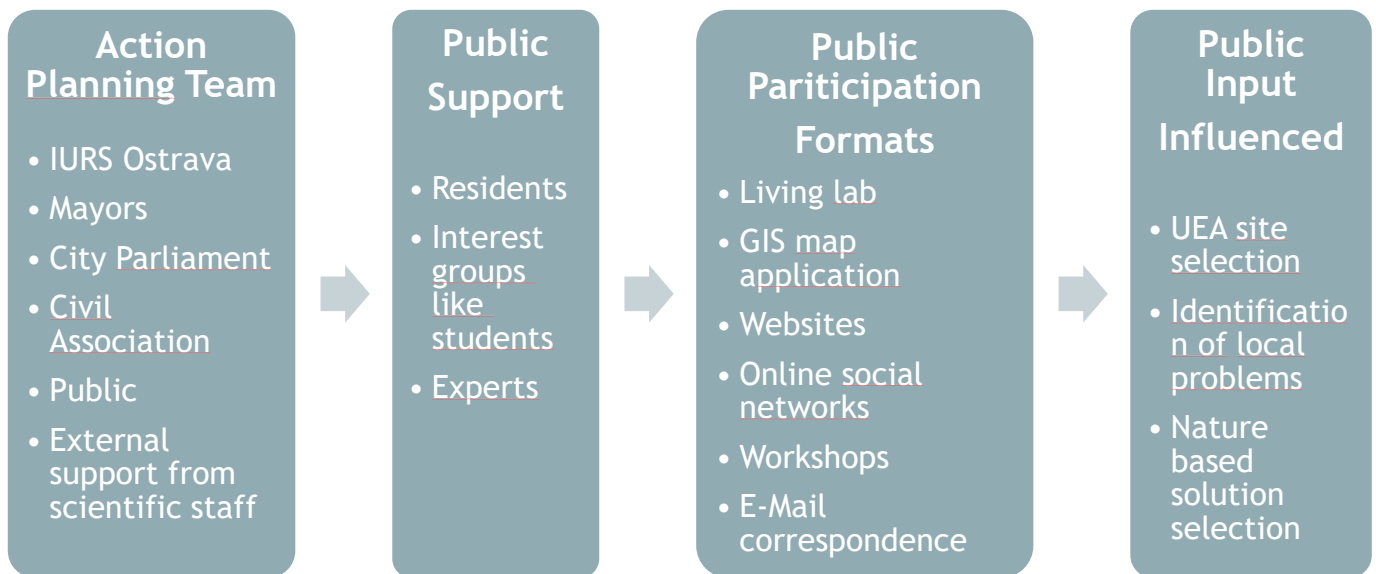 Action
Planning Team
• IURS Ostrava
• Mayors
• City Parliament
• Civil
Association
• Public
• External
support from
scientific staff
Public
Support
• Residents
• Interest
groups
like
students
• Experts
Public
Pariticipation
Formats
• Living lab
• GIS map
application
• Websites
• Online social
networks
• Workshops
• E-Mail
correspondence
Public
Input
Influenced
• UEA site
selection
• Identificatio
n of local
problems
• Nature
based
solution
selection